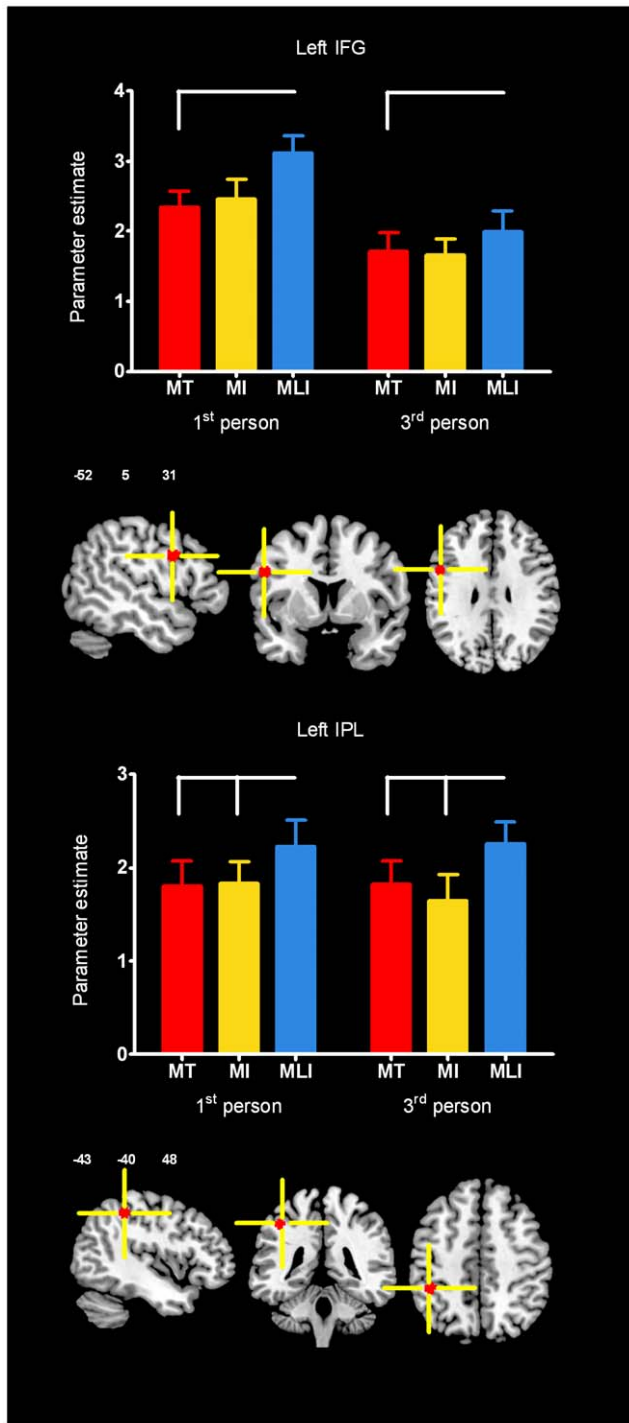 Left IFG
4
3
2
1
0
Parameter estimate
MT MI MLI MT MI MLI
1st person 3rd person
-52 5 31
Left IPL
3
2
1
0
Parameter estimate
MT MI MLI MT MI MLI
1st person 3rd person
-43 -40 48